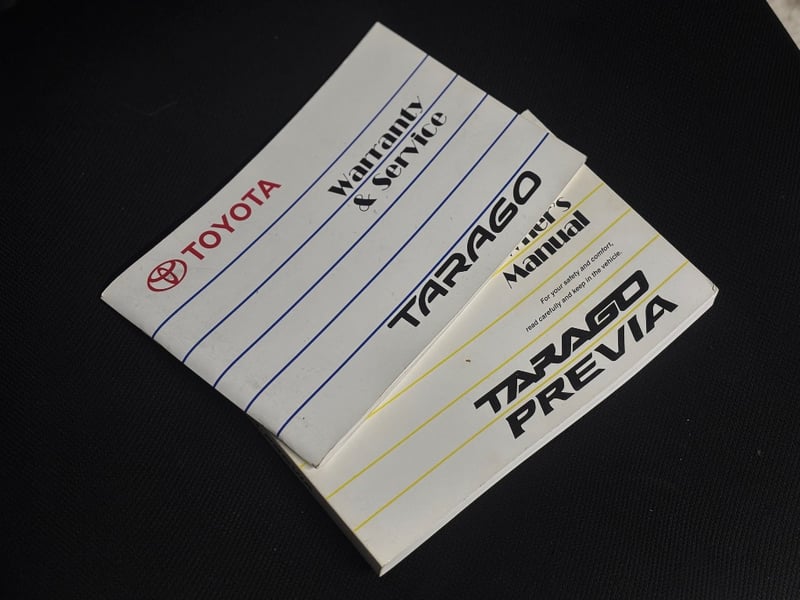 TOYOTA
Warranty
& Service
TARAGO
Manual
For your safety and comfort,
read carefully and keep in the vehicle.
TARAGO
PREVIA